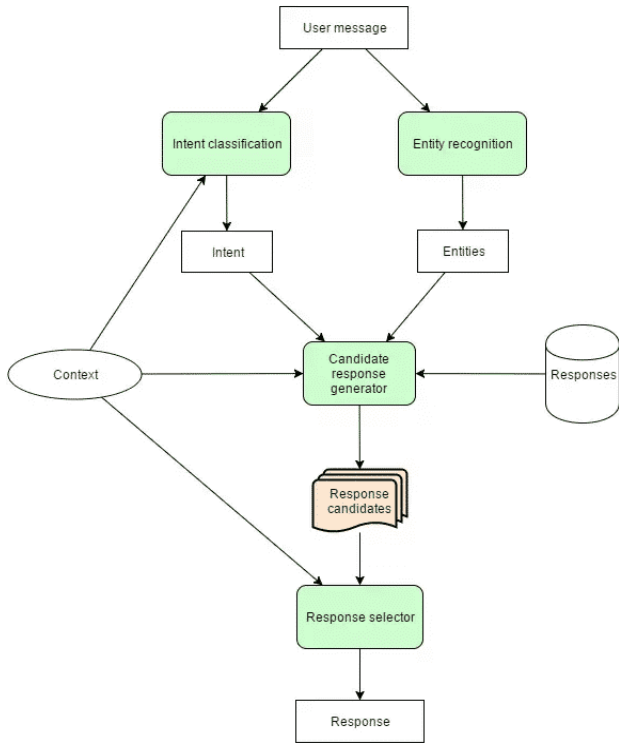 User message
Intent classification
Entity recognition
Intent
Entities
Candidate
response
generator
Context
Responses
Response
candidates
Response selector
Response